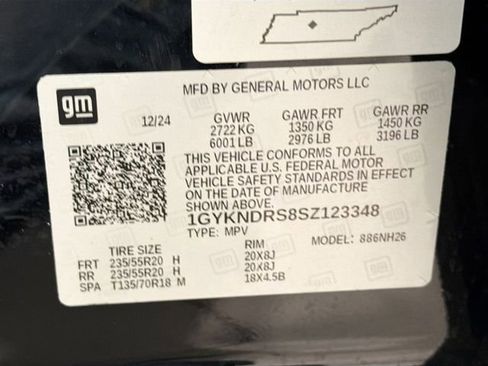 MFD BY GENERAL MOTORS LLC
gm
12/24 GVWR GAWR FRT GAWR RR
2722 KG 1350 KG 1450 KG
6001 LB 2976 LB 3196 LB
THIS VEHICLE CONFORMS TO ALL
APPLICABLE U.S. FEDERAL MOTOR
VEHICLE SAFETY STANDARDS IN EFFECT
ON THE DATE OF MANUFACTURE
SHOWN ABOVE.
1GYKNDRS8SZ123348
TYPE: MPV MODEL: 886NH26
TIRE SIZE RIM
FRT 235/55R20 H 20X8J
RR 235/55R20 H 20X8J
SPA T135/70R18 M 18X4.5B